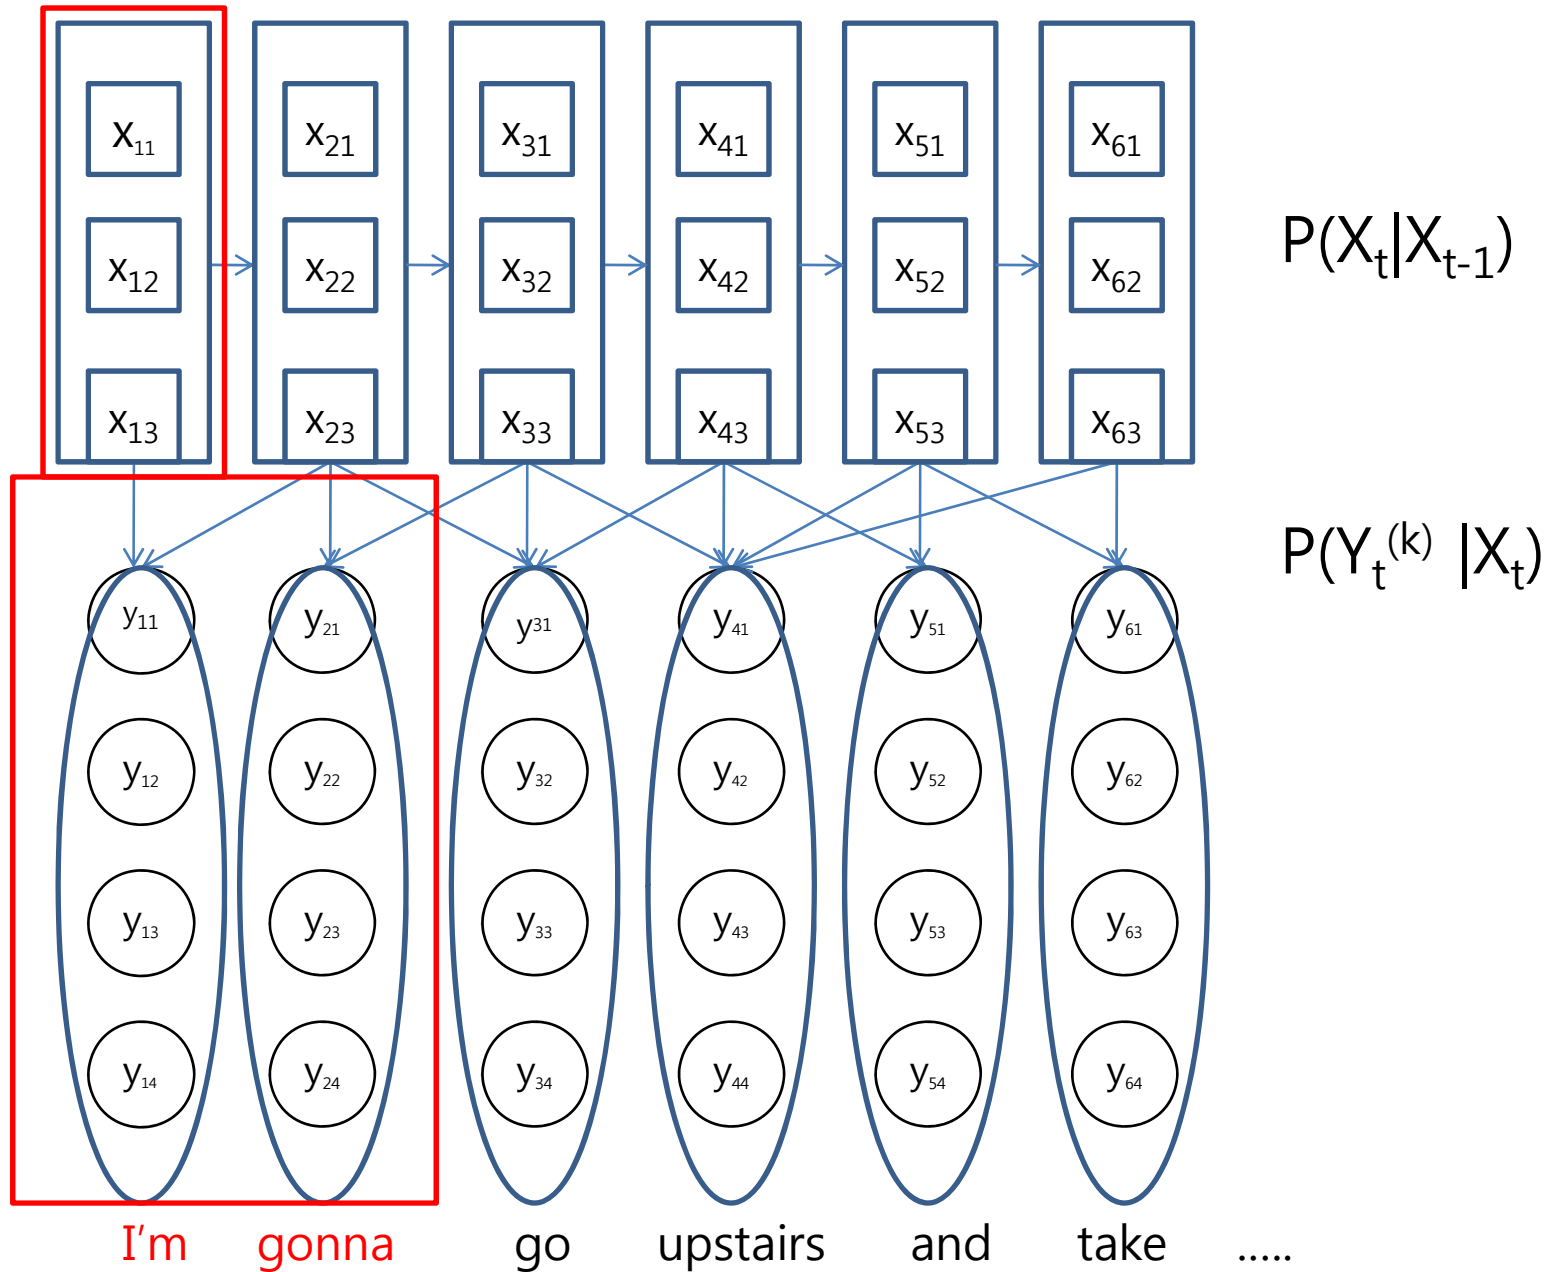 x₁₁ x₂₁ x₃₁ x₄₁ x₅₁ x₆₁
x₁₂ x₂₂ x₃₂ x₄₂ x₅₂ x₆₂ P(Xₜ|Xₜ₋₁)
x₁₃ x₂₃ x₃₃ x₄₃ x₅₃ x₆₃
P(Yₜ⁽ᵏ⁾ |Xₜ)
y₁₁ y₂₁ y³¹ y₄₁ y₅₁ y₆₁
y₁₂ y₂₂ y₃₂ y₄₂ y₅₂ y₆₂
y₁₃ y₂₃ y₃₃ y₄₃ y₅₃ y₆₃
y₁₄ y₂₄ y₃₄ y₄₄ y₅₄ y₆₄
I'm gonna go upstairs and take .....